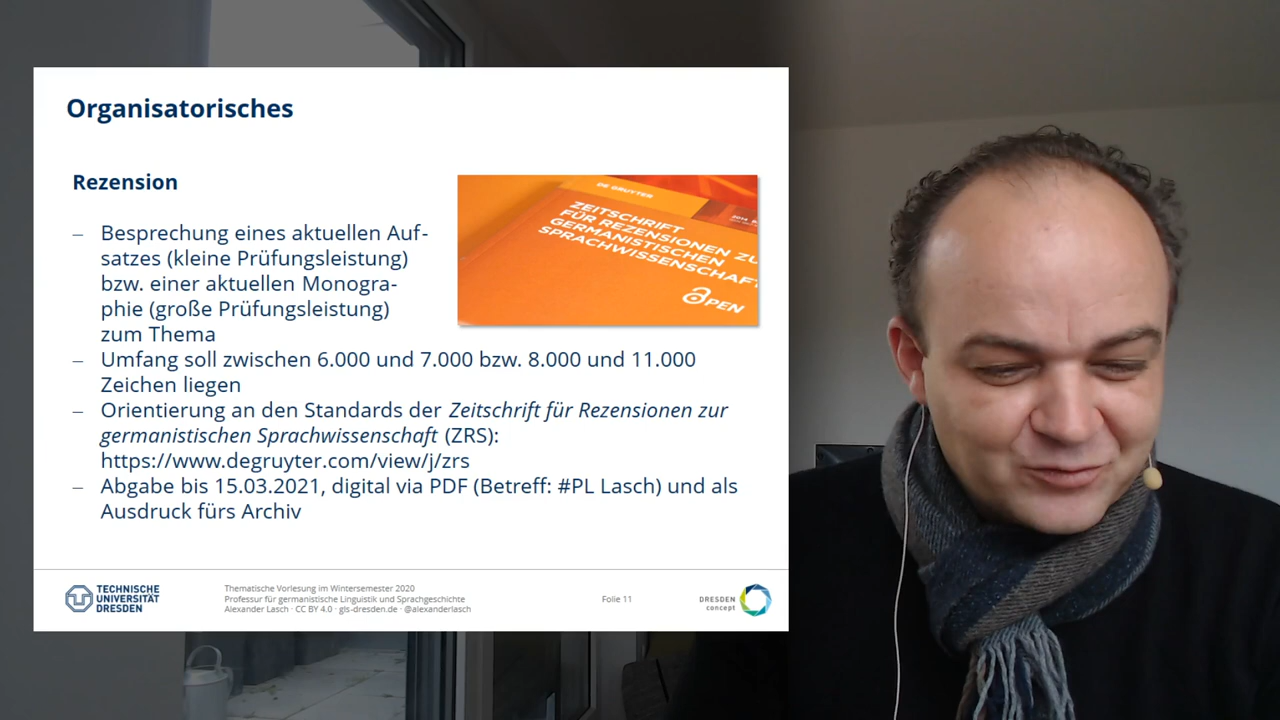 Organisatorisches
Rezension
– Besprechung eines aktuellen Auf-
satzes (kleine Prüfungsleistung)
bzw. einer aktuellen Monogra-
phie (große Prüfungsleistung)
zum Thema
– Umfang soll zwischen 6.000 und 7.000 bzw. 8.000 und 11.000
Zeichen liegen
– Orientierung an den Standards der Zeitschrift für Rezensionen zur
germanistischen Sprachwissenschaft (ZRS):
https://www.degruyter.com/view/j/zrs
– Abgabe bis 15.03.2021, digital via PDF (Betreff: #PL Lasch) und als
Ausdruck fürs Archiv
DE GRUYTER
ZEITSCHRIFT
FÜR REZENSIONEN ZU
GERMANISTISCHEN
SPRACHWISSENSCHAF
OPEN
TECHNISCHE
UNIVERSITÄT
DRESDEN
Thematische Vorlesung im Wintersemester 2020
Professur für germanistische Linguistik und Sprachgeschichte
Alexander Lasch · CC BY 4.0 · gls-dresden.de · @alexanderlasch
Folie 11
DRESDEN
concept